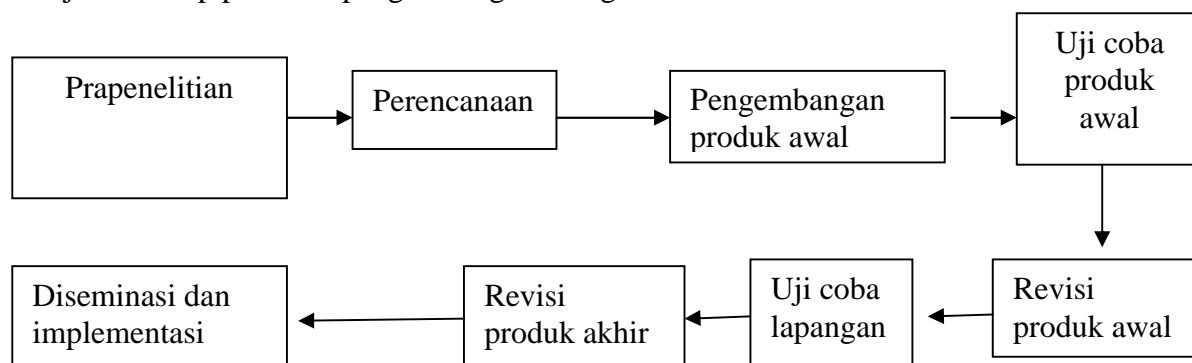 Prapenelitian
Perencanaan
Pengembangan
produk awal
Uji coba
produk
awal
Revisi
produk awal
Uji coba
lapangan
Revisi
produk akhir
Diseminasi dan
implementasi